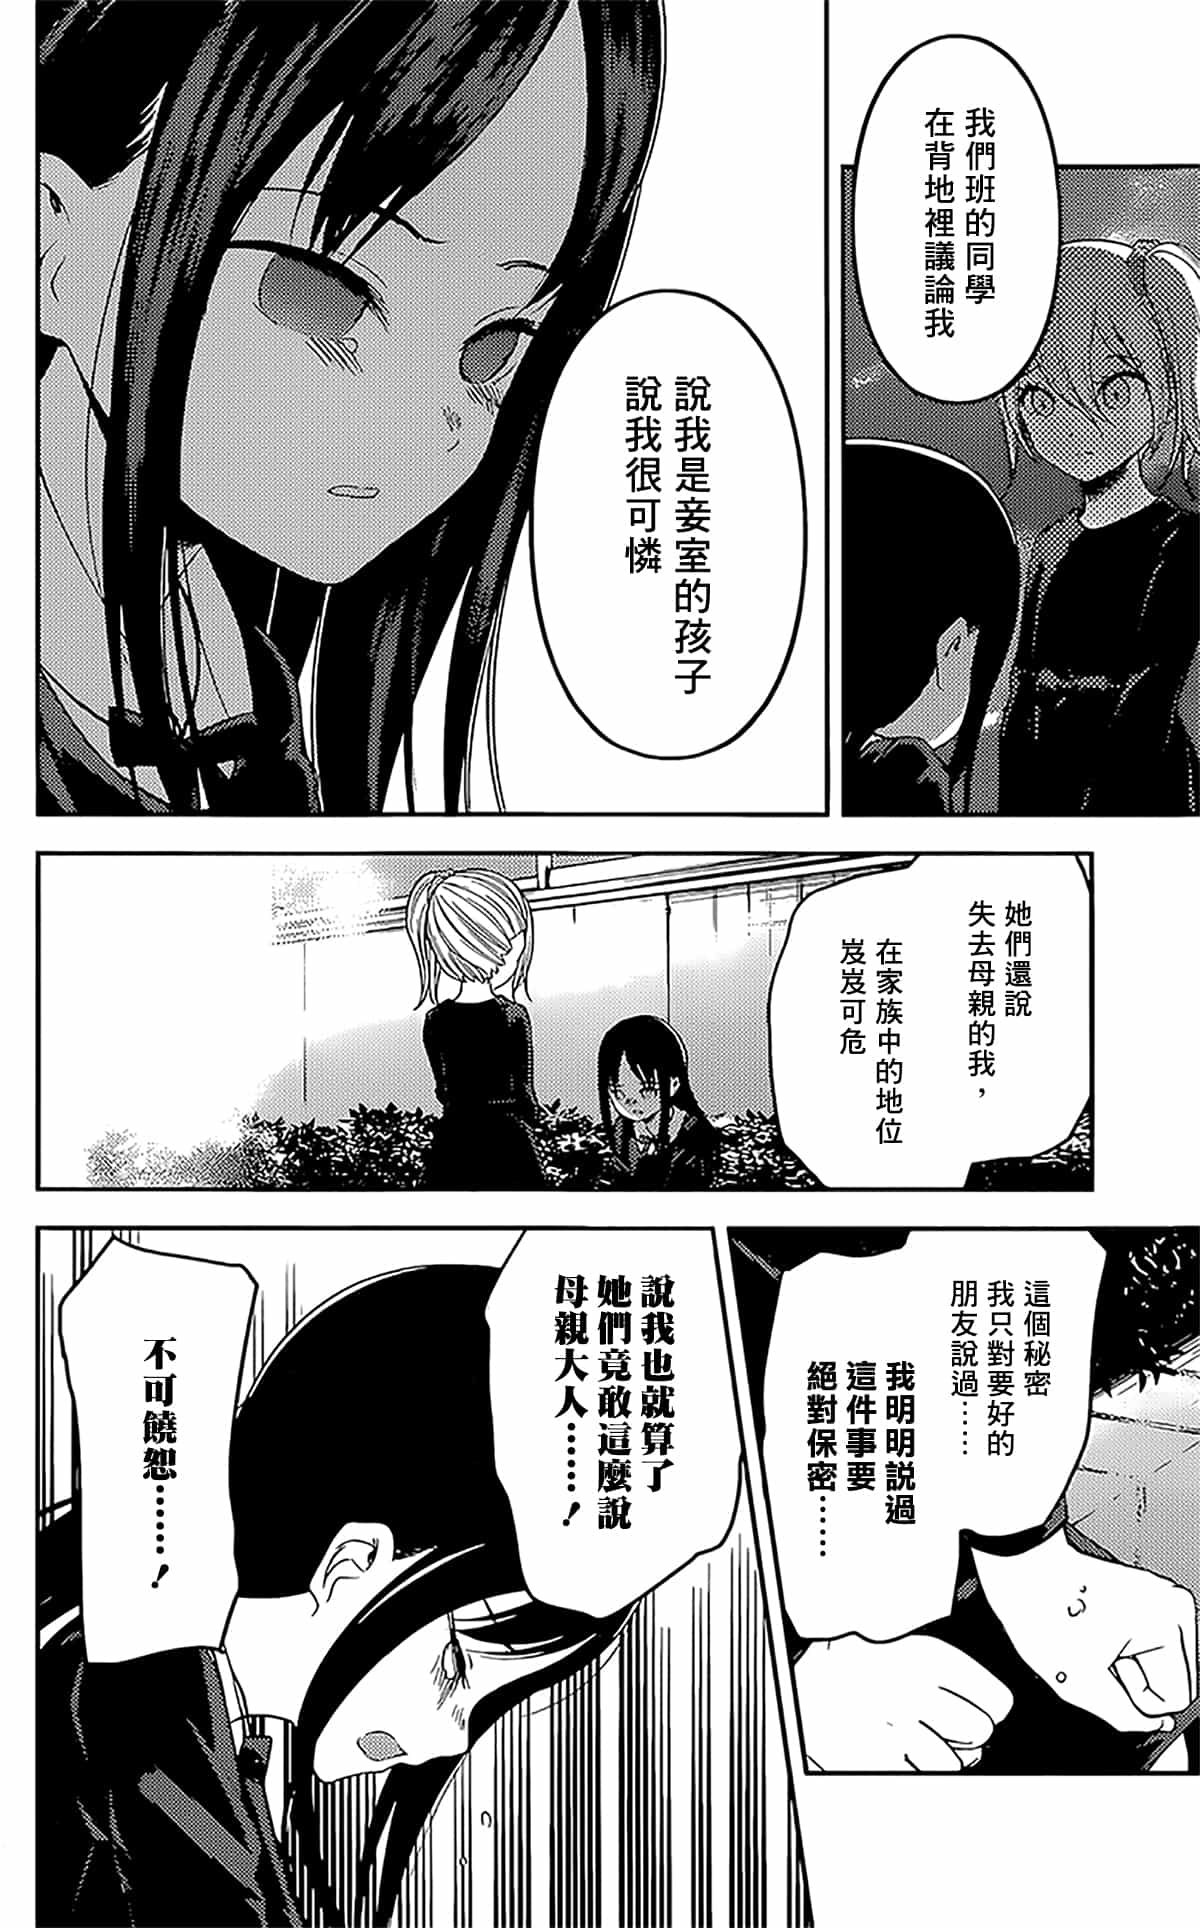 我們班的同學
在背地裡議論我
說我是妾室的孩子
說我很可憐
她們還說
失去母親的我，
在家族中的地位
岌岌可危
這個秘密
我只對要好的
朋友說過……
我明明說過
這件事要
絕對保密……
說我也就算了
她們竟敢這麼說
母親大人……！
不可饒恕……！